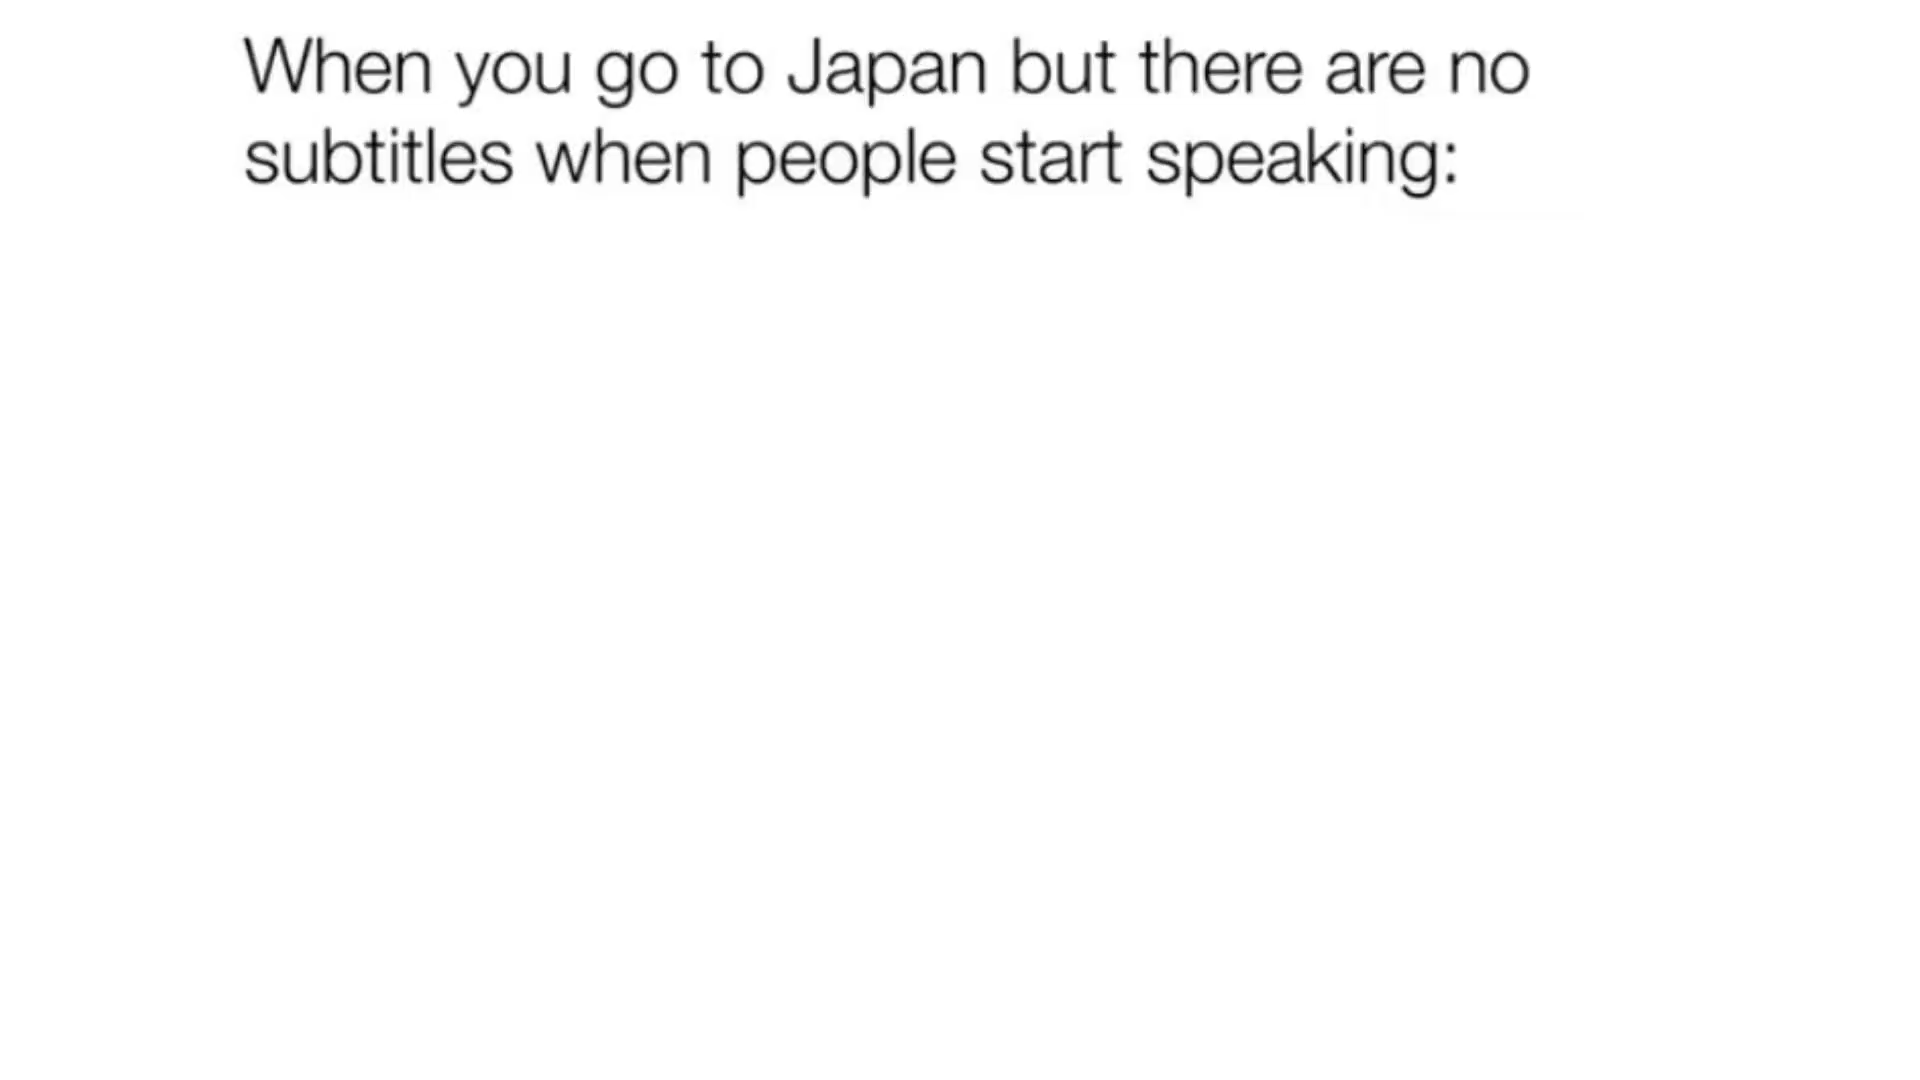 When you go to Japan but there are no
subtitles when people start speaking: